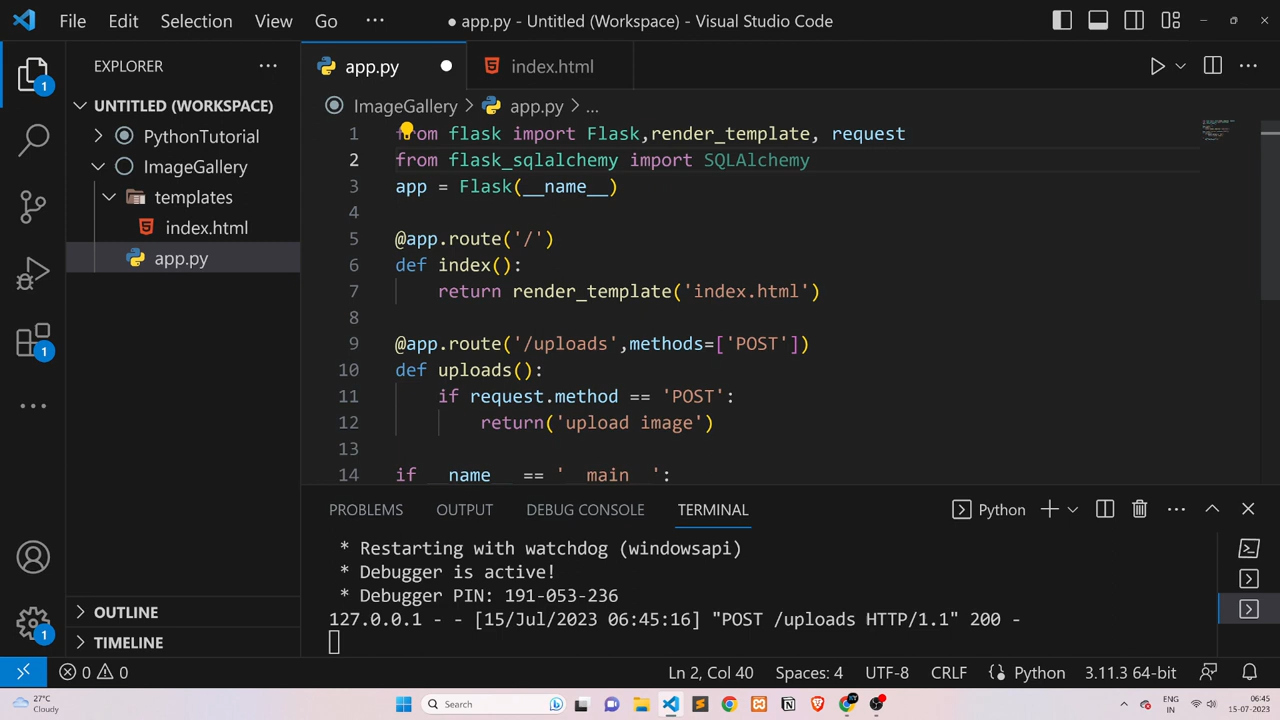 File Edit Selection View Go ··· ● app.py - Untitled (Workspace) - Visual Studio Code
EXPLORER ···
app.py ●
index.html
1
UNTITLED (WORKSPACE)
PythonTutorial
ImageGallery
templates
index.html
app.py
ImageGallery > app.py > ...
1 from flask import Flask,render_template, request
2 from flask_sqlalchemy import SQLAlchemy
3 app = Flask(__name__)
4
5 @app.route('/')
6 def index():
7 return render_template('index.html')
8
9 @app.route('/uploads',methods=['POST'])
10 def uploads():
11 if request.method == 'POST':
12 return('upload image')
13
14 if __name__ == '__main__':
1
PROBLEMS OUTPUT DEBUG CONSOLE TERMINAL
Python
* Restarting with watchdog (windowsapi)
* Debugger is active!
* Debugger PIN: 191-053-236
127.0.0.1 - - [15/Jul/2023 06:45:16] "POST /uploads HTTP/1.1" 200 -
OUTLINE
TIMELINE
1
0 0
Ln 2, Col 40 Spaces: 4 UTF-8 CRLF {} Python 3.11.3 64-bit
27°C
Cloudy
Search
ENG
IN
06:45
15-07-2023